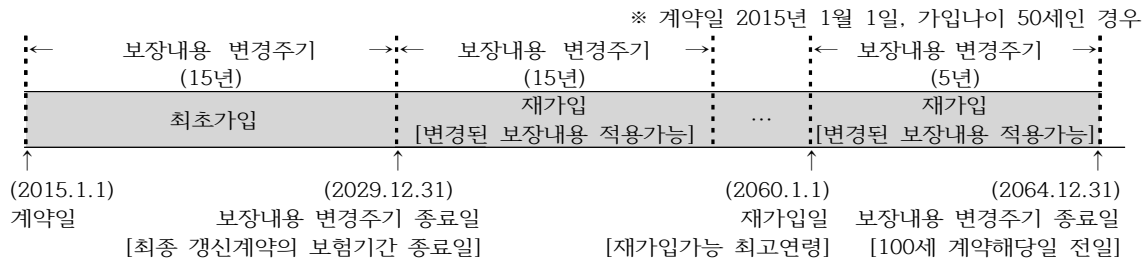 ※ 계약일 2015년 1월 1일, 가입나이 50세인 경우
← 보장내용 변경주기 → ← 보장내용 변경주기 → ← 보장내용 변경주기 →
(15년) (15년) (5년)
최초가입 재가입 … 재가입
[변경된 보장내용 적용가능] [변경된 보장내용 적용가능]
↑ ↑ ↑ ↑
(2015.1.1) (2029.12.31) (2060.1.1) (2064.12.31)
계약일 보장내용 변경주기 종료일 재가입일 보장내용 변경주기 종료일
[최종 갱신계약의 보험기간 종료일] [재가입가능 최고연령] [100세 계약해당일 전일]